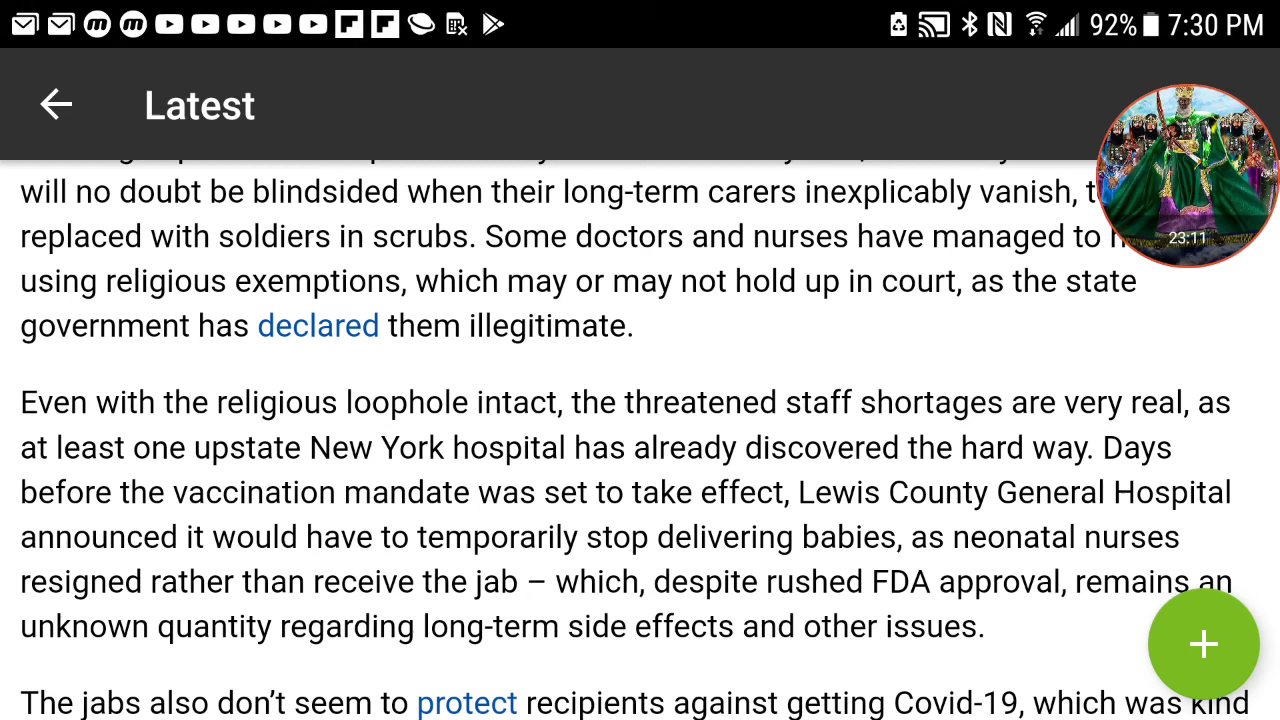 92% 7:30 PM
Latest
will no doubt be blindsided when their long-term carers inexplicably vanish,
replaced with soldiers in scrubs. Some doctors and nurses have managed to
23:11
using religious exemptions, which may or may not hold up in court, as the state
government has declared them illegitimate.
Even with the religious loophole intact, the threatened staff shortages are very real, as
at least one upstate New York hospital has already discovered the hard way. Days
before the vaccination mandate was set to take effect, Lewis County General Hospital
announced it would have to temporarily stop delivering babies, as neonatal nurses
resigned rather than receive the jab – which, despite rushed FDA approval, remains an
unknown quantity regarding long-term side effects and other issues.
The jabs also don’t seem to protect recipients against getting Covid-19, which was kind